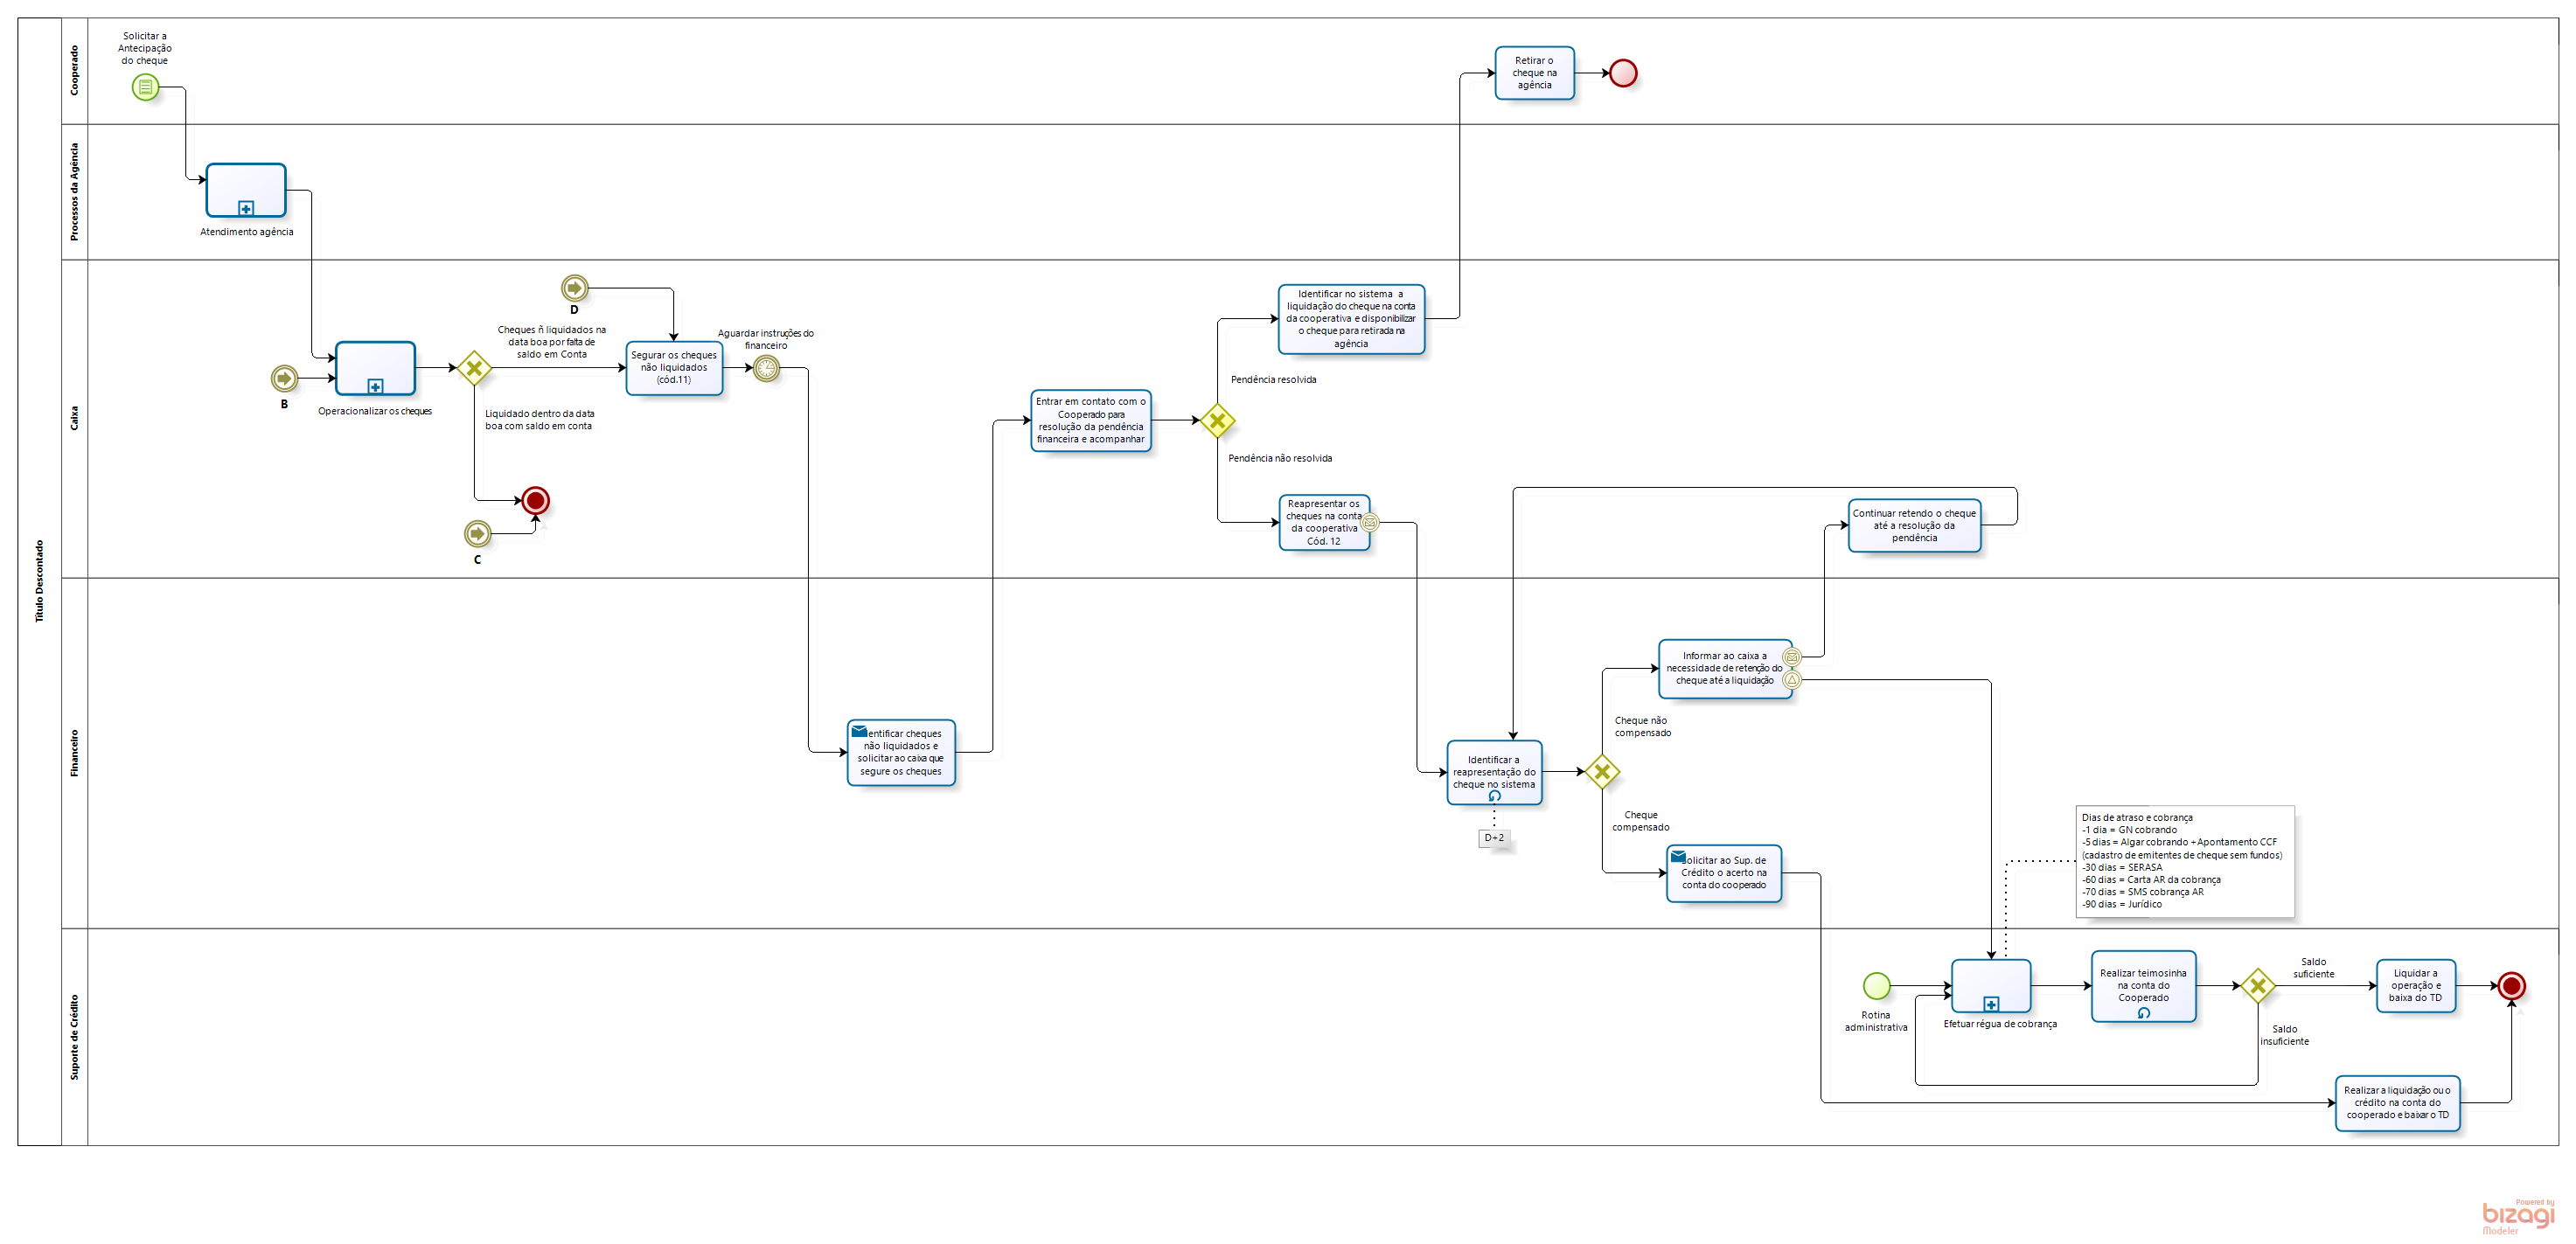 Título Descontado
Cooperado
Solicitar a
Antecipação
do cheque
Retirar o
cheque na
agência
Processos da Agência
Atendimento agência
Caixa
B
Operacionalizar os cheques
Cheques ñ liquidados na
data boa por falta de
saldo em Conta
Liquidado dentro da data
boa com saldo em conta
C
D
Segurar os cheques
não liquidados
(cód.11)
Aguardar instruções do
financeiro
Entrar em contato com o
Cooperado para
resolução da pendência
financeira e acompanhar
Pendência resolvida
Pendência não resolvida
Identificar no sistema a
liquidação do cheque na conta
da cooperativa e disponibilizar
o cheque para retirada na
agência
Reapresentar os
cheques na conta
da cooperativa
Cód. 12
Continuar retendo o cheque
até a resolução da
pendência
Financeiro
entificar cheques
não liquidados e
solicitar ao caixa que
segure os cheques
Identificar a
reapresentação do
cheque no sistema
D+2
Cheque não
compensado
Cheque
compensado
Informar ao caixa a
necessidade de retenção do
cheque até a liquidação
Solicitar ao Sup. de
Crédito o acerto na
conta do cooperado
Dias de atraso e cobrança
-1 dia = GN cobrando
-5 dias = Algar cobrando +Apontamento CCF
(cadastro de emitentes de cheque sem fundos)
-30 dias = SERASA
-60 dias = Carta AR da cobrança
-70 dias = SMS cobrança AR
-90 dias = Jurídico
Suporte de Crédito
Rotina
administrativa
Efetuar régua de cobrança
Realizar teimosinha
na conta do
Cooperado
Saldo
suficiente
Saldo
insuficiente
Liquidar a
operação e
baixa do TD
Realizar a liquidação ou o
crédito na conta do
cooperado e baixar o TD
Powered by
bizagi
Modeler